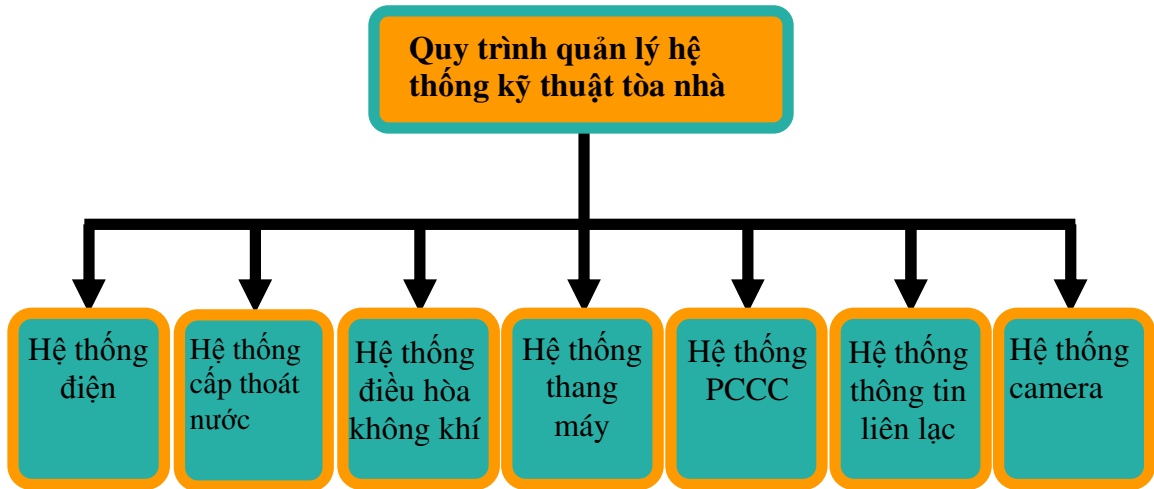 Quy trình quản lý hệ
thống kỹ thuật tòa nhà
Hệ thống
điện
Hệ thống
cấp thoát
nước
Hệ thống
điều hòa
không khí
Hệ thống
thang
máy
Hệ thống
PCCC
Hệ thống
thông tin
liên lạc
Hệ thống
camera